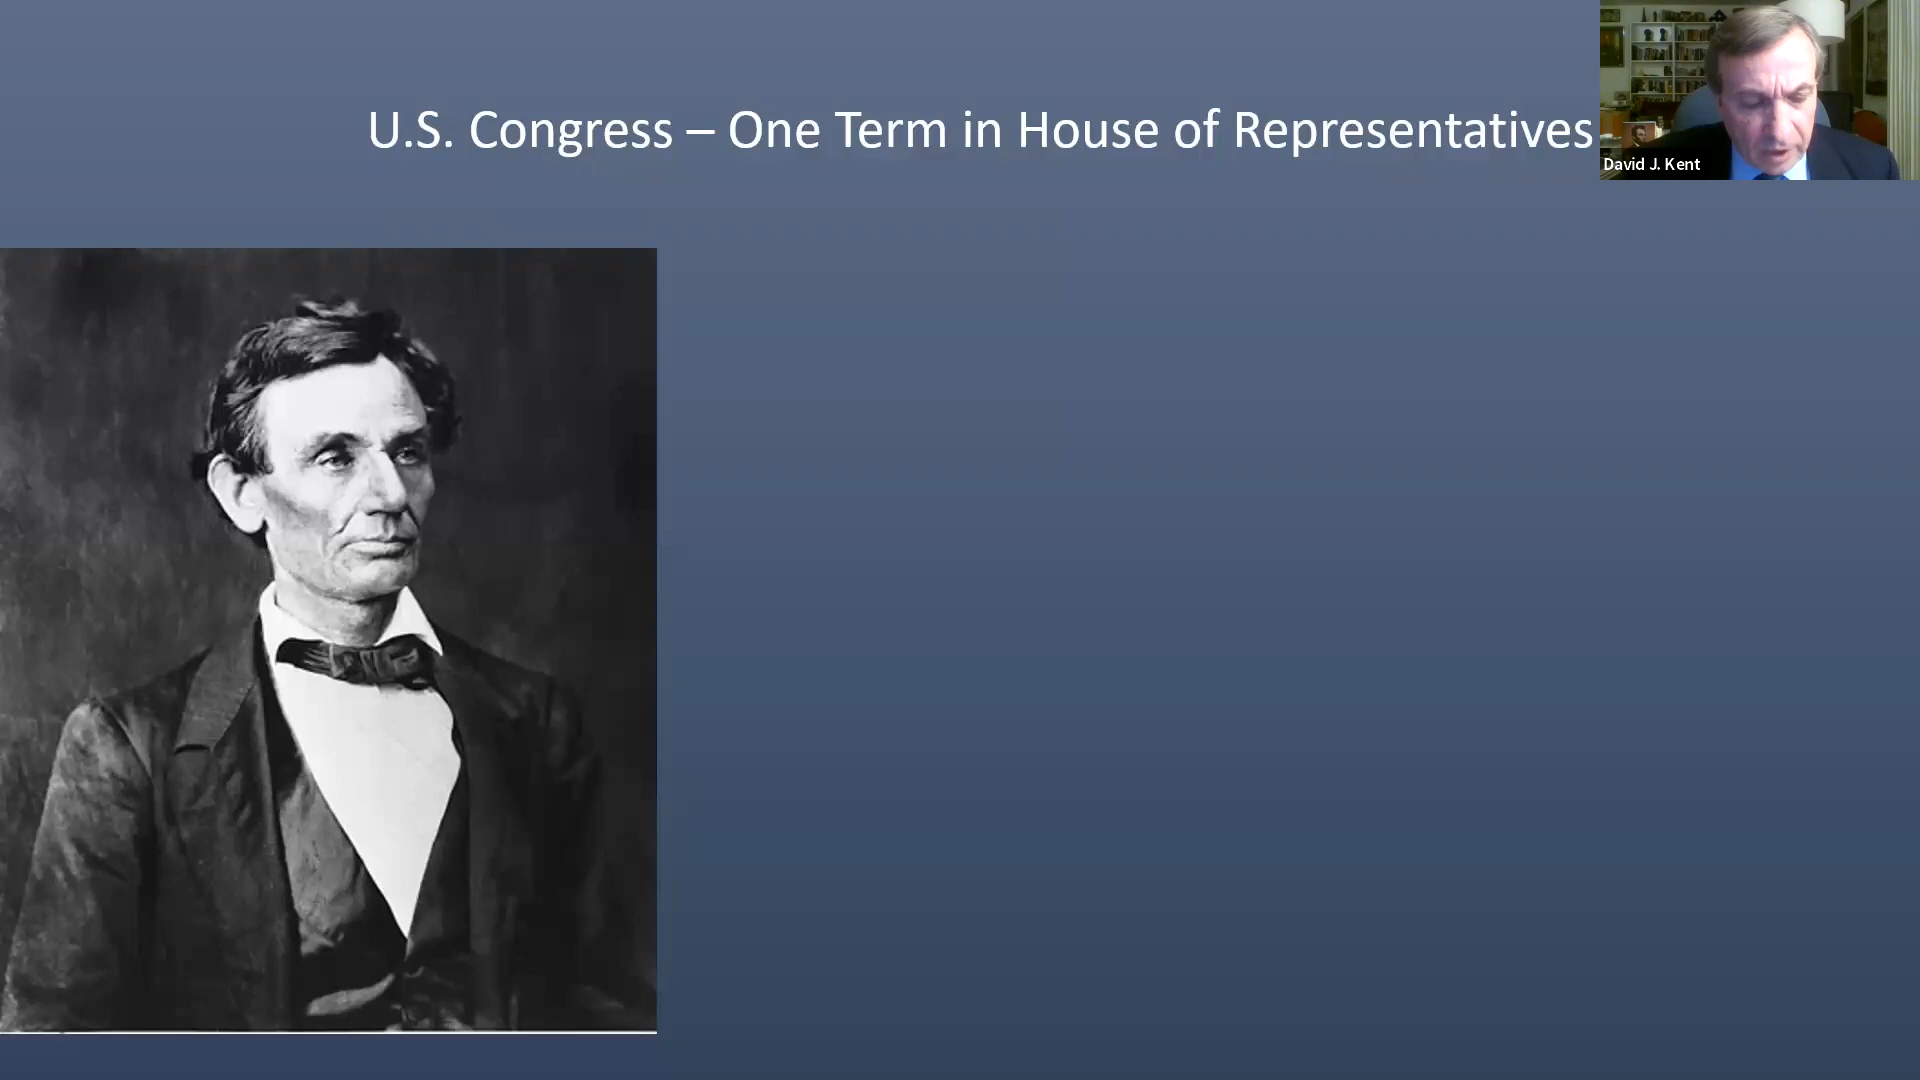 U.S. Congress – One Term in House of Representatives
David J. Kent